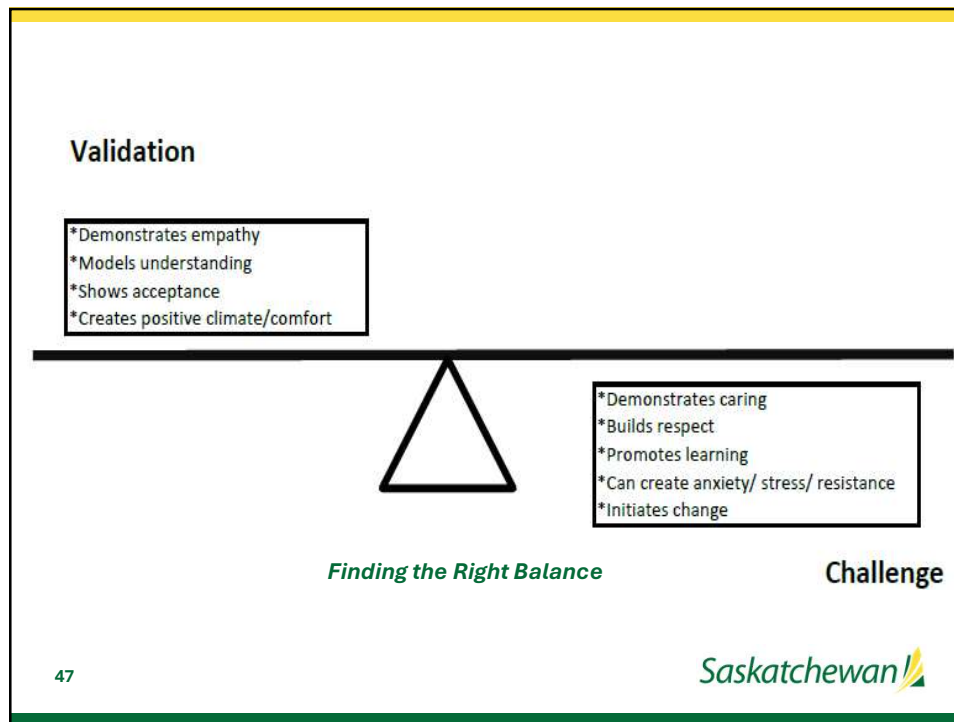 Validation
*Demonstrates empathy
*Models understanding
*Shows acceptance
*Creates positive climate/comfort
*Demonstrates caring
*Builds respect
*Promotes learning
*Can create anxiety/ stress/ resistance
*Initiates change
Finding the Right Balance
Challenge
47
Saskatchewan